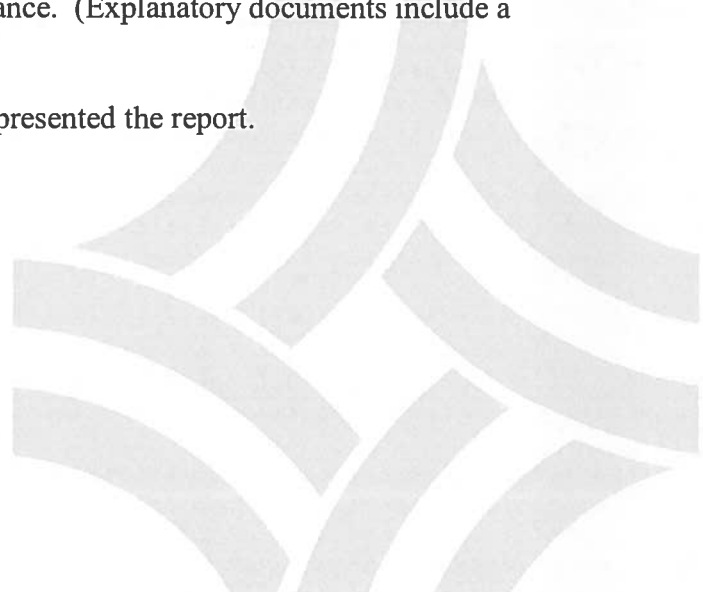 ance. (Explanatory documents include a
presented the report.